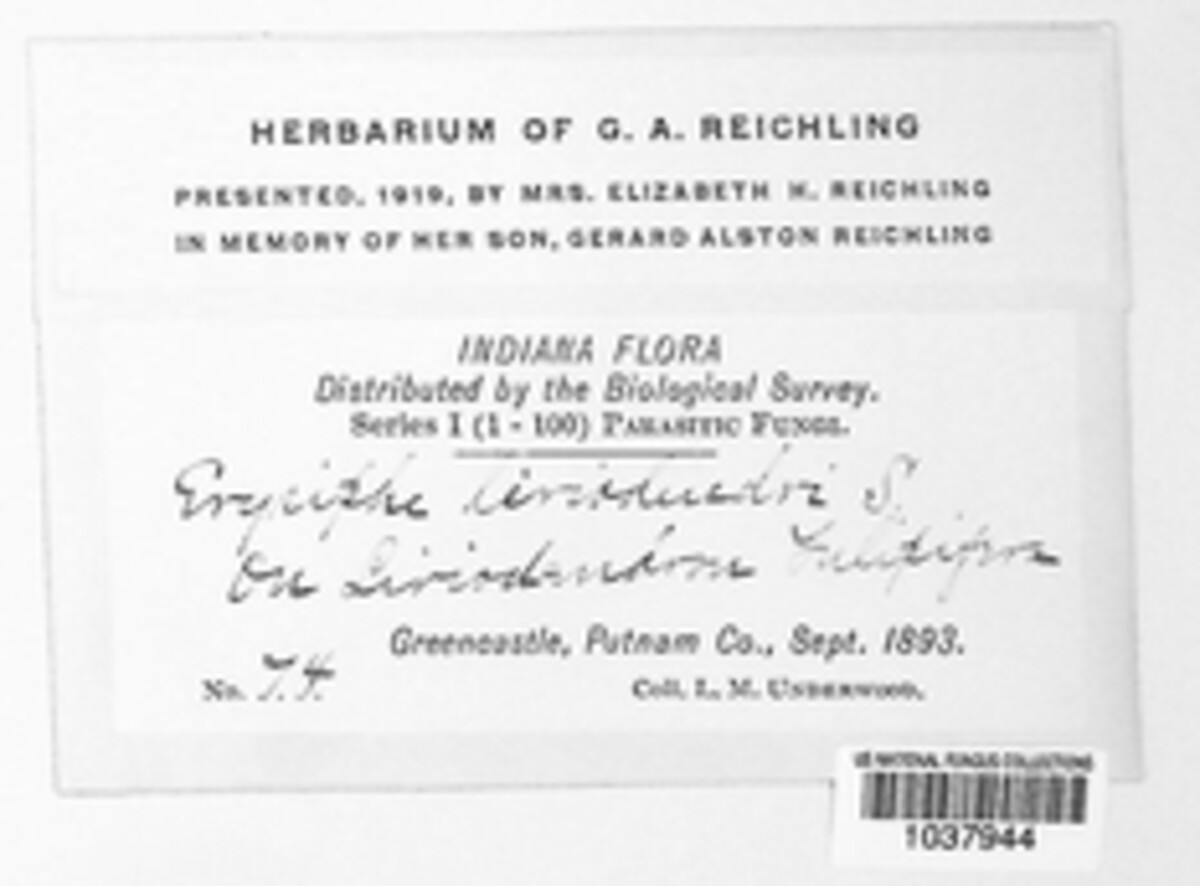 HERBARIUM OF G. A. REICHLING
PRESENTED, 1919, BY MRS. ELIZABETH H. REICHLING
IN MEMORY OF HER SON, GERARD ALSTON REICHLING
INDIANA FLORA
Distributed by the Biological Survey.
Series I (1 - 100) PARASITIC FUNGI.
Erysiphe liriodendri S.
On Liriodendron Tulipifera
Greencastle, Putnam Co., Sept. 1893.
No. 74. Coll. L. M. UNDERWOOD.
US NATIONAL FUNGUS COLLECTIONS
1037944